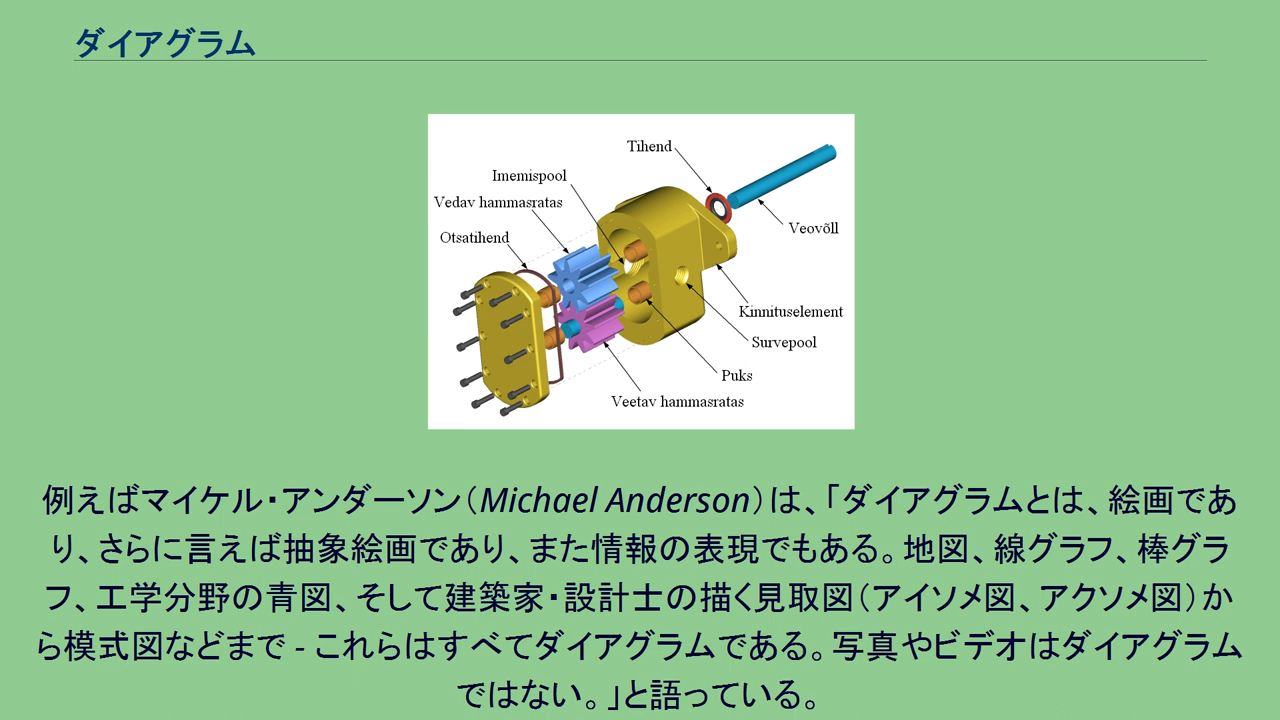 ダイアグラム
Tihend
Imemispool
Vedav hammasratas
Otsatihend
Veovõll
Kinnituselement
Survepool
Puks
Veetav hammasratas
例えばマイケル・アンダーソン（Michael Anderson）は、「ダイアグラムとは、絵画であ
り、さらに言えば抽象絵画であり、また情報の表現でもある。地図、線グラフ、棒グラ
フ、工学分野の青図、そして建築家・設計士の描く見取図（アイソメ図、アクソメ図）か
ら模式図などまで - これらはすべてダイアグラムである。写真やビデオはダイアグラム
ではない。」と語っている。